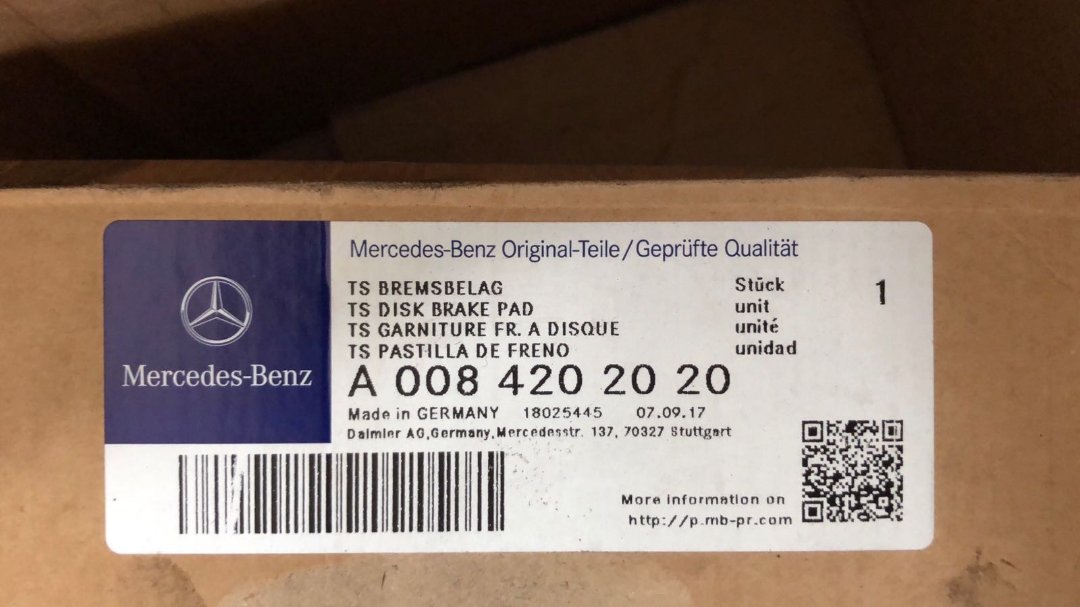 Mercedes-Benz Original-Teile/Geprüfte Qualität
TS BREMSBELAG Stück 1
TS DISK BRAKE PAD unit
TS GARNITURE FR. A DISQUE unité
TS PASTILLA DE FRENO unidad
Mercedes-Benz
A 008 420 20 20
Made in GERMANY 18025445 07.09.17
Daimler AG,Germany,Mercedesstr. 137, 70327 Stuttgart
More information on
http://p.mb-pr.com